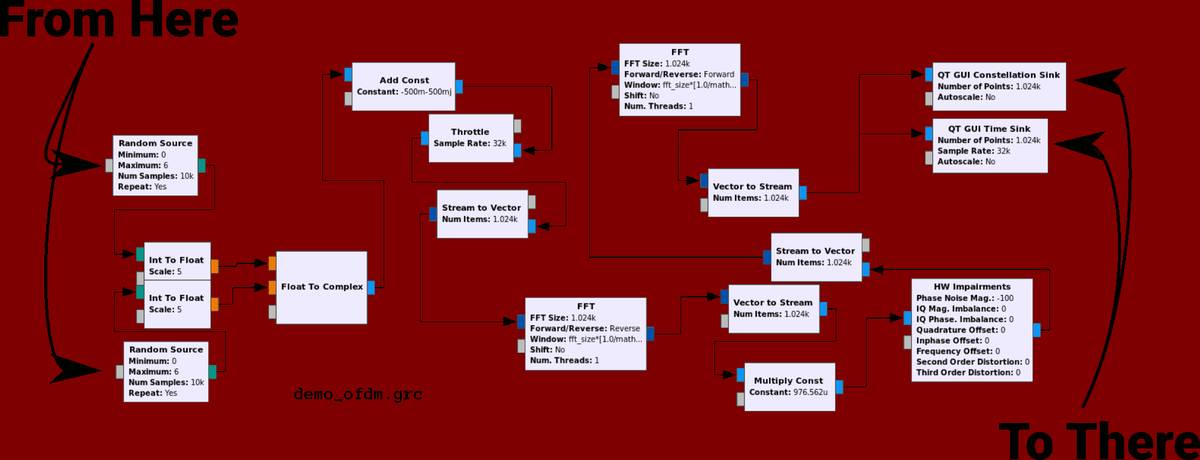 From Here
Random Source
Minimum: 0
Maximum: 6
Num Samples: 10k
Repeat: Yes
Int To Float
Scale: 5
Int To Float
Scale: 5
Random Source
Minimum: 0
Maximum: 6
Num Samples: 10k
Repeat: Yes
Float To Complex
Add Const
Constant: -500m-500mj
Throttle
Sample Rate: 32k
Stream to Vector
Num Items: 1.024k
FFT
FFT Size: 1.024k
Forward/Reverse: Reverse
Window: fft_size*[1.0/math...
Shift: No
Num. Threads: 1
Vector to Stream
Num Items: 1.024k
Multiply Const
Constant: 976.562u
HW Impairments
Phase Noise Mag.: -100
IQ Mag. Imbalance: 0
IQ Phase. Imbalance: 0
Quadrature Offset: 0
Inphase Offset: 0
Frequency Offset: 0
Second Order Distortion: 0
Third Order Distortion: 0
Stream to Vector
Num Items: 1.024k
FFT
FFT Size: 1.024k
Forward/Reverse: Forward
Window: fft_size*[1.0/math...
Shift: No
Num. Threads: 1
Vector to Stream
Num Items: 1.024k
QT GUI Constellation Sink
Number of Points: 1.024k
Autoscale: No
QT GUI Time Sink
Number of Points: 1.024k
Sample Rate: 32k
Autoscale: No
demo_ofdm.grc
To There